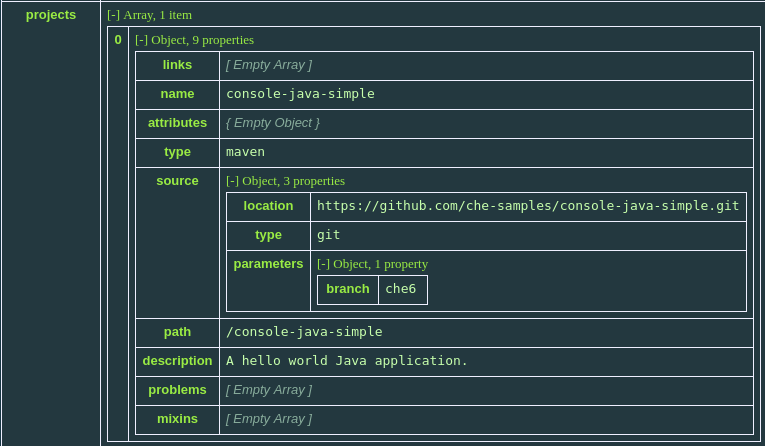 projects [-] Array, 1 item
0 [-] Object, 9 properties
links [ Empty Array ]
name console-java-simple
attributes { Empty Object }
type maven
source [-] Object, 3 properties
location https://github.com/che-samples/console-java-simple.git
type git
parameters [-] Object, 1 property
branch che6
path /console-java-simple
description A hello world Java application.
problems [ Empty Array ]
mixins [ Empty Array ]